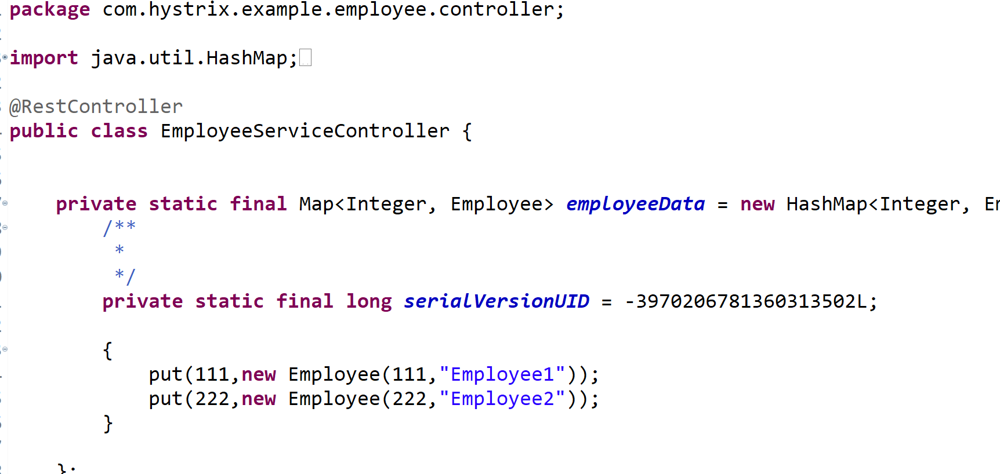 package com.hystrix.example.employee.controller;
import java.util.HashMap;
@RestController
public class EmployeeServiceController {
private static final Map<Integer, Employee> employeeData = new HashMap<Integer,
/**
*
*/
private static final long serialVersionUID = -3970206781360313502L;
{
put(111,new Employee(111,"Employee1"));
put(222,new Employee(222,"Employee2"));
}
};